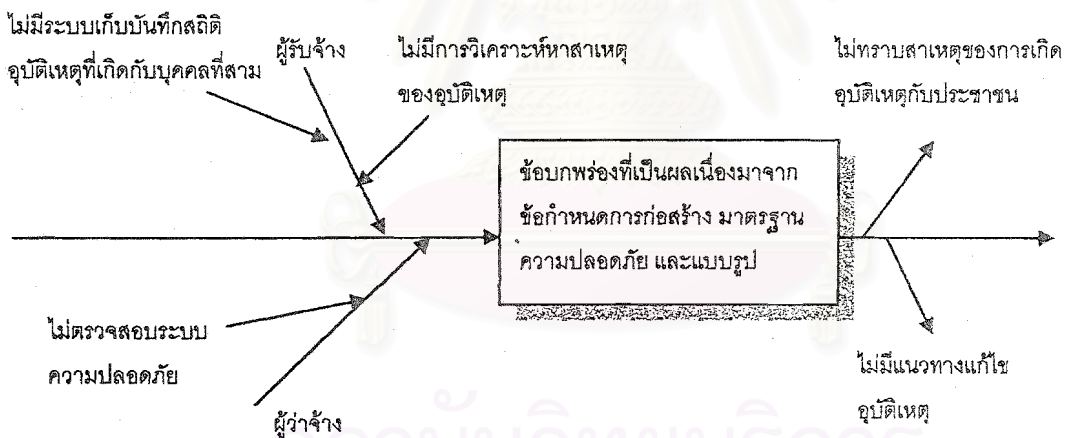 ไม่มีระบบเก็บบันทึกสถิติ
อุบัติเหตุที่เกิดกับบุคคลที่สาม
ผู้รับจ้าง
ไม่มีการวิเคราะห์หาสาเหตุ
ของอุบัติเหตุ
ไม่ทราบสาเหตุของการเกิด
อุบัติเหตุกับประชาชน
ข้อบกพร่องที่เป็นผลเนื่องมาจาก
ข้อกำหนดการก่อสร้าง มาตรฐาน
ความปลอดภัย และแบบรูป
ไม่ตรวจสอบระบบ
ความปลอดภัย
ผู้ว่าจ้าง
ไม่มีแนวทางแก้ไข
อุบัติเหตุ